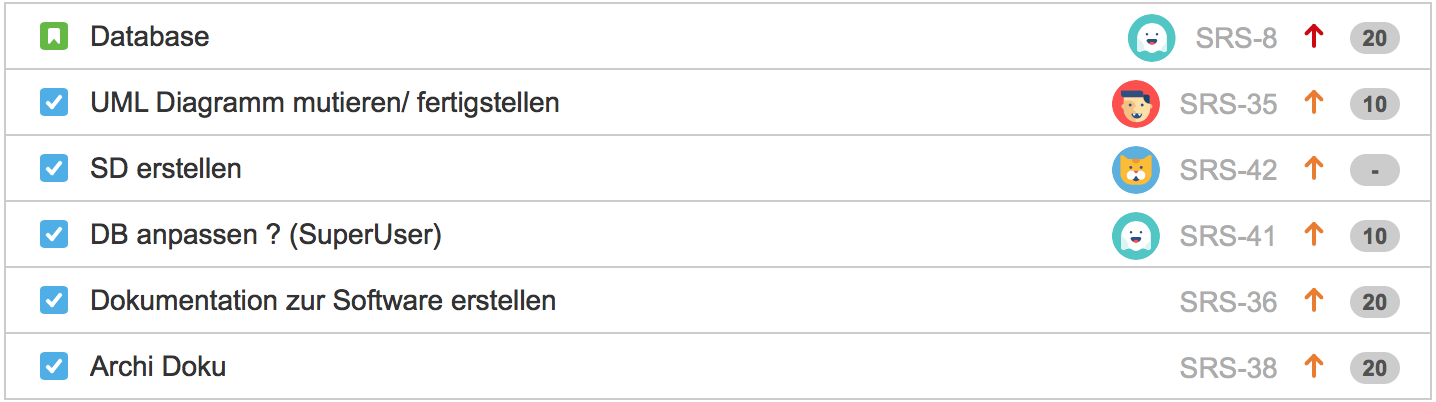 Database SRS-8 20
UML Diagramm mutieren/ fertigstellen SRS-35 10
SD erstellen SRS-42 -
DB anpassen ? (SuperUser) SRS-41 10
Dokumentation zur Software erstellen SRS-36 20
Archi Doku SRS-38 20